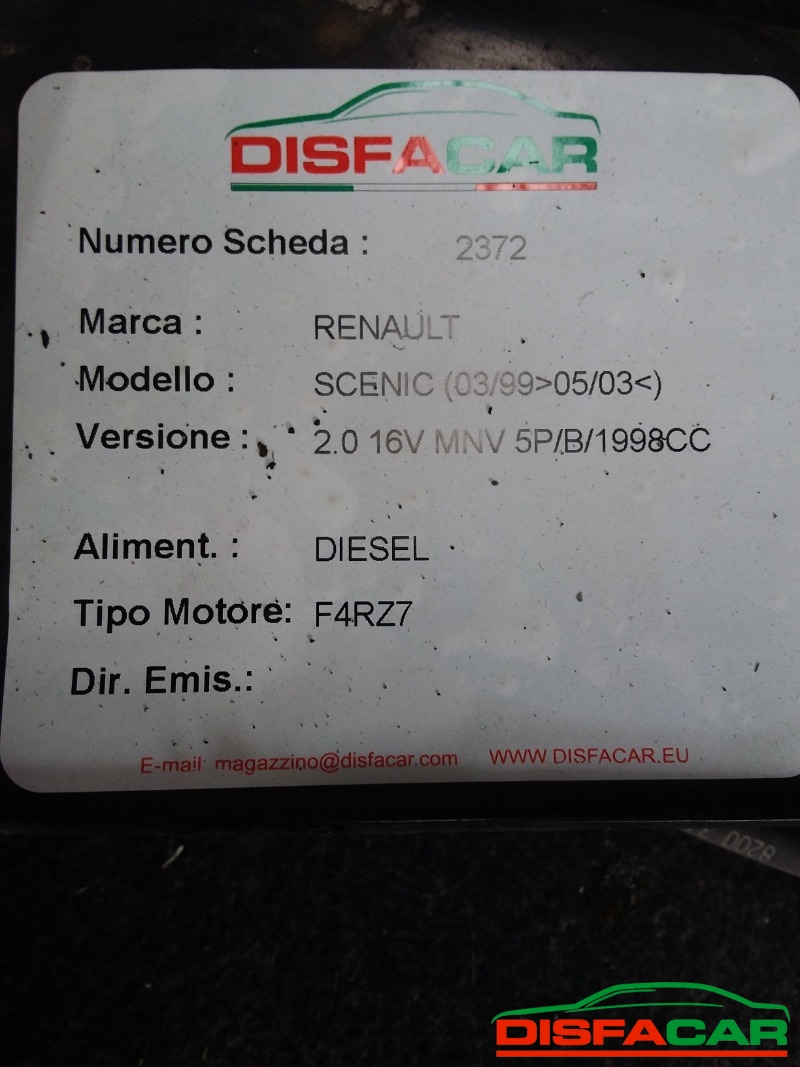 DISFACAR
Numero Scheda : 2372
Marca : RENAULT
Modello : SCENIC (03/99>05/03<)
Versione : 2.0 16V MNV 5P/B/1998CC
Aliment. : DIESEL
Tipo Motore: F4RZ7
Dir. Emis.:
E-mail: magazzino@disfacar.com WWW.DISFACAR.EU
8200
DISFACAR